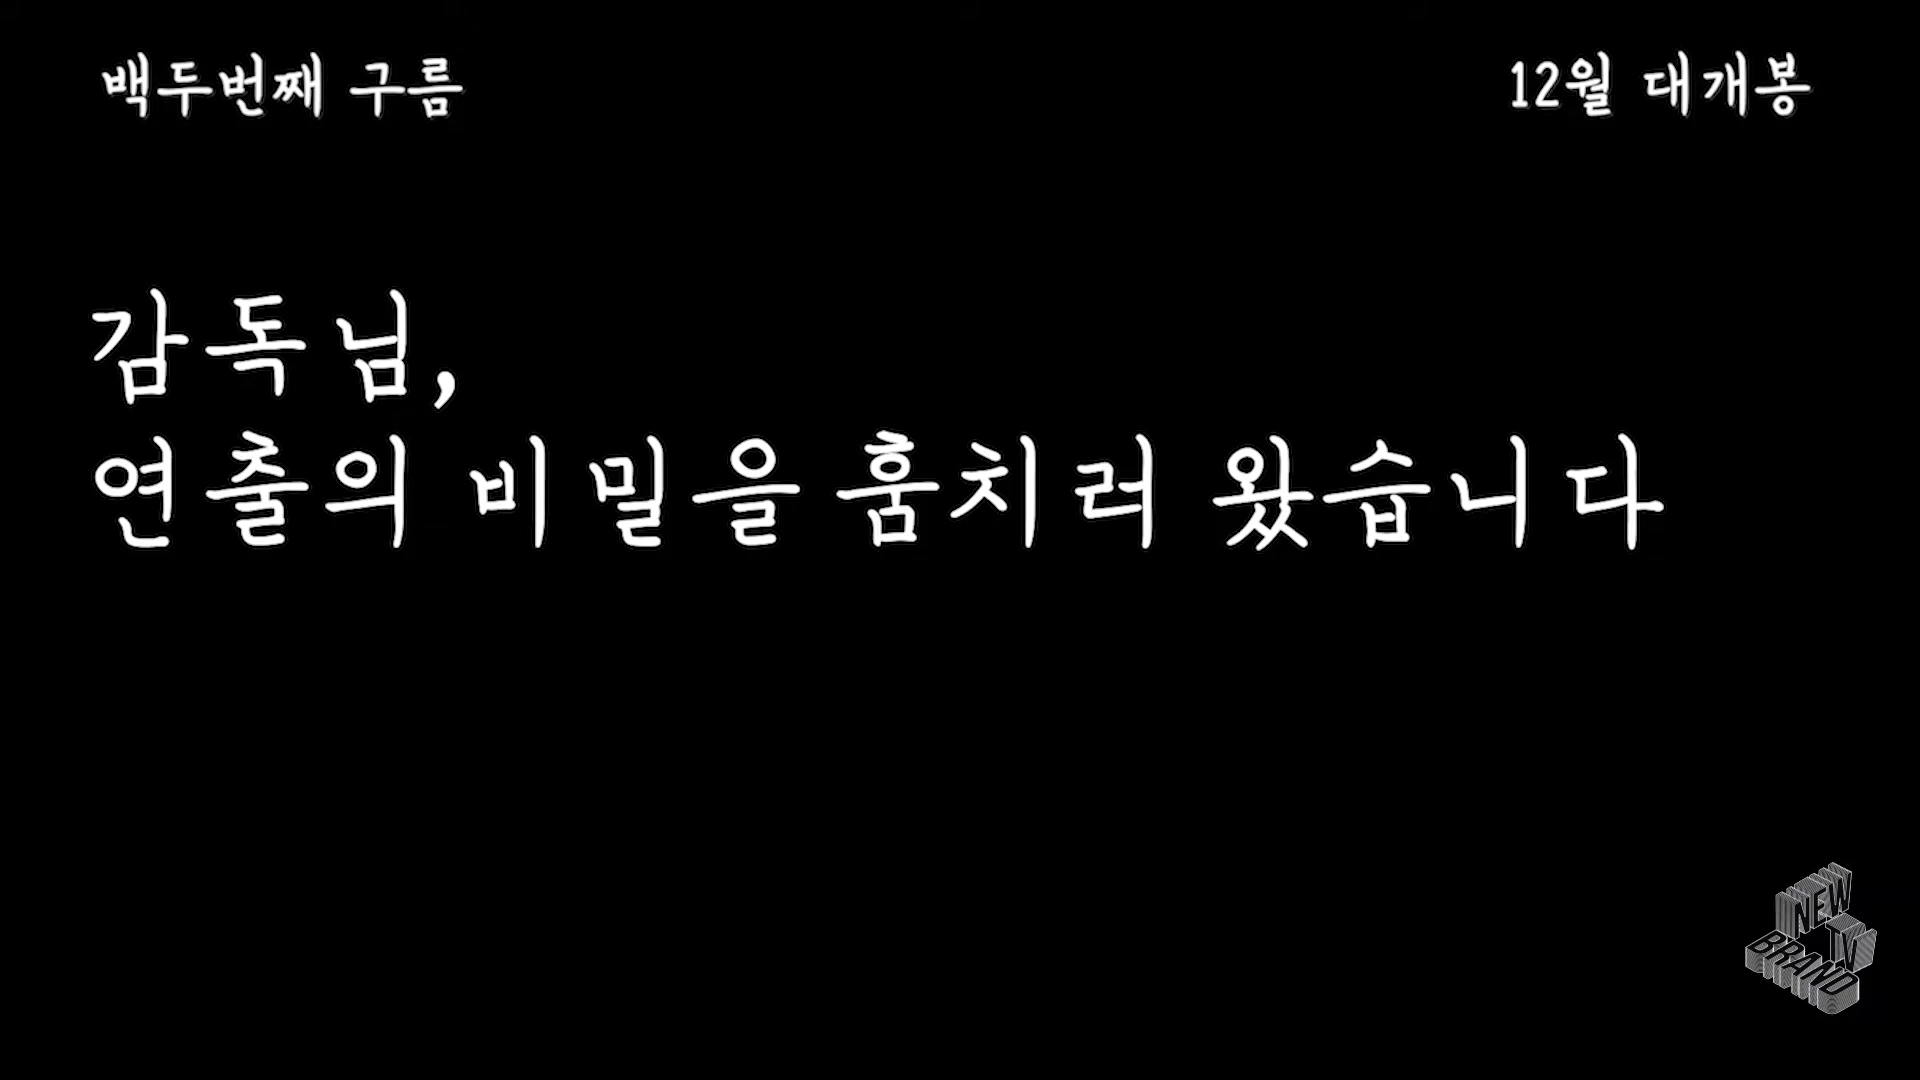 백두번째 구름
12월 대개봉
감독님,
연출의 비밀을 훔치러 왔습니다
NEW
TV
BRAND